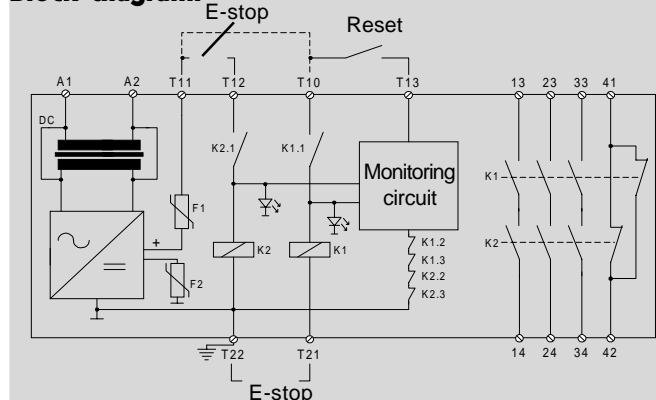 Block diagram
E-stop
Reset
A1 A2 T11 T12 T10 T13 13 23 33 41
DC
K2.1 K1.1
Monitoring
circuit
K1
F1
+
K2 K1 K1.2
K2
K1.3
F2
K2.2
K2.3
T22 T21 14 24 34 42
E-stop